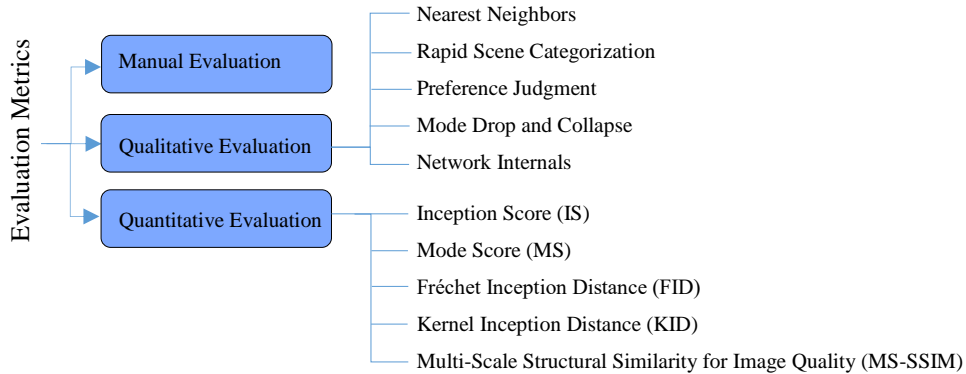 Evaluation Metrics
Manual Evaluation
Qualitative Evaluation
Nearest Neighbors
Rapid Scene Categorization
Preference Judgment
Mode Drop and Collapse
Network Internals
Quantitative Evaluation
Inception Score (IS)
Mode Score (MS)
Fréchet Inception Distance (FID)
Kernel Inception Distance (KID)
Multi-Scale Structural Similarity for Image Quality (MS-SSIM)